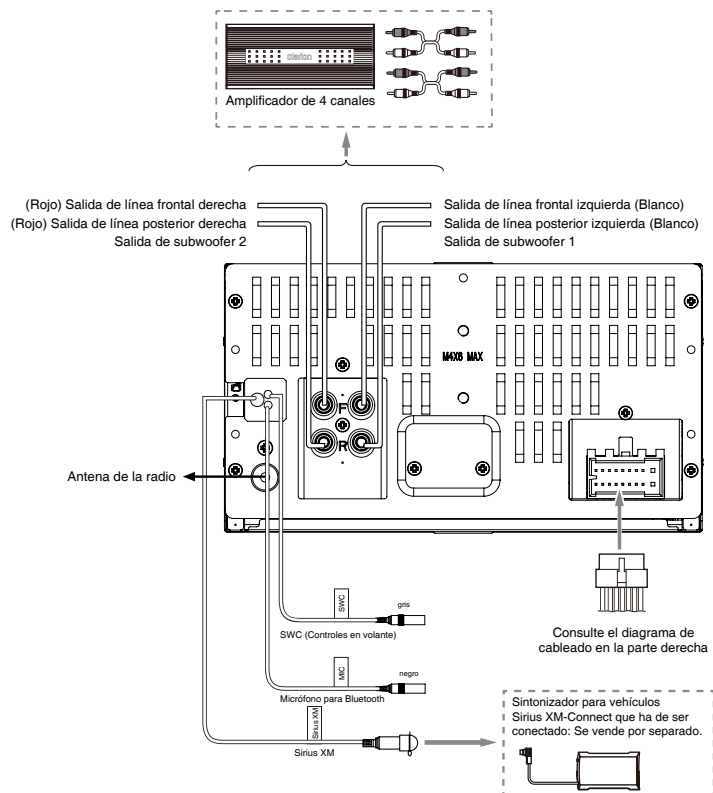 clarion
Amplificador de 4 canales
(Rojo) Salida de línea frontal derecha
(Rojo) Salida de línea posterior derecha
Salida de subwoofer 2
Salida de línea frontal izquierda (Blanco)
Salida de línea posterior izquierda (Blanco)
Salida de subwoofer 1
M4X6 MAX
F
R
Antena de la radio
SWC
gris
SWC (Controles en volante)
MIC
negro
Micrófono para Bluetooth
Sirius XM
Sirius XM
Consulte el diagrama de
cableado en la parte derecha
Sintonizador para vehículos
Sirius XM-Connect que ha de ser
conectado: Se vende por separado.